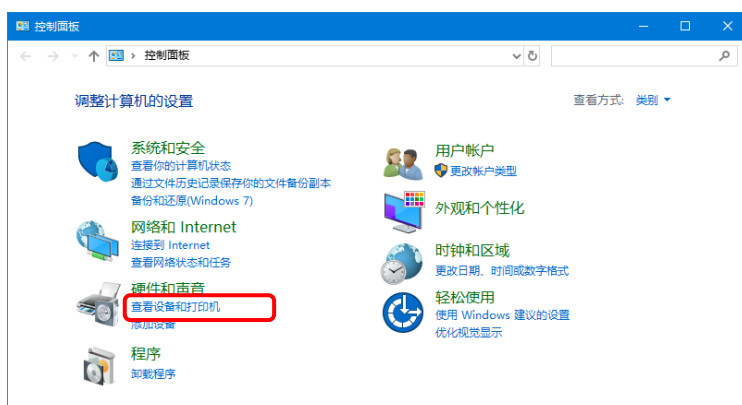 控制面板
控制面板
调整计算机的设置
查看方式: 类别
系统和安全
查看你的计算机状态
通过文件历史记录保存你的文件备份副本
备份和还原(Windows 7)
网络和 Internet
连接到 Internet
查看网络状态和任务
硬件和声音
查看设备和打印机
添加设备
程序
卸载程序
用户帐户
更改帐户类型
外观和个性化
时钟和区域
更改日期、时间或数字格式
轻松使用
使用 Windows 建议的设置
优化视觉显示